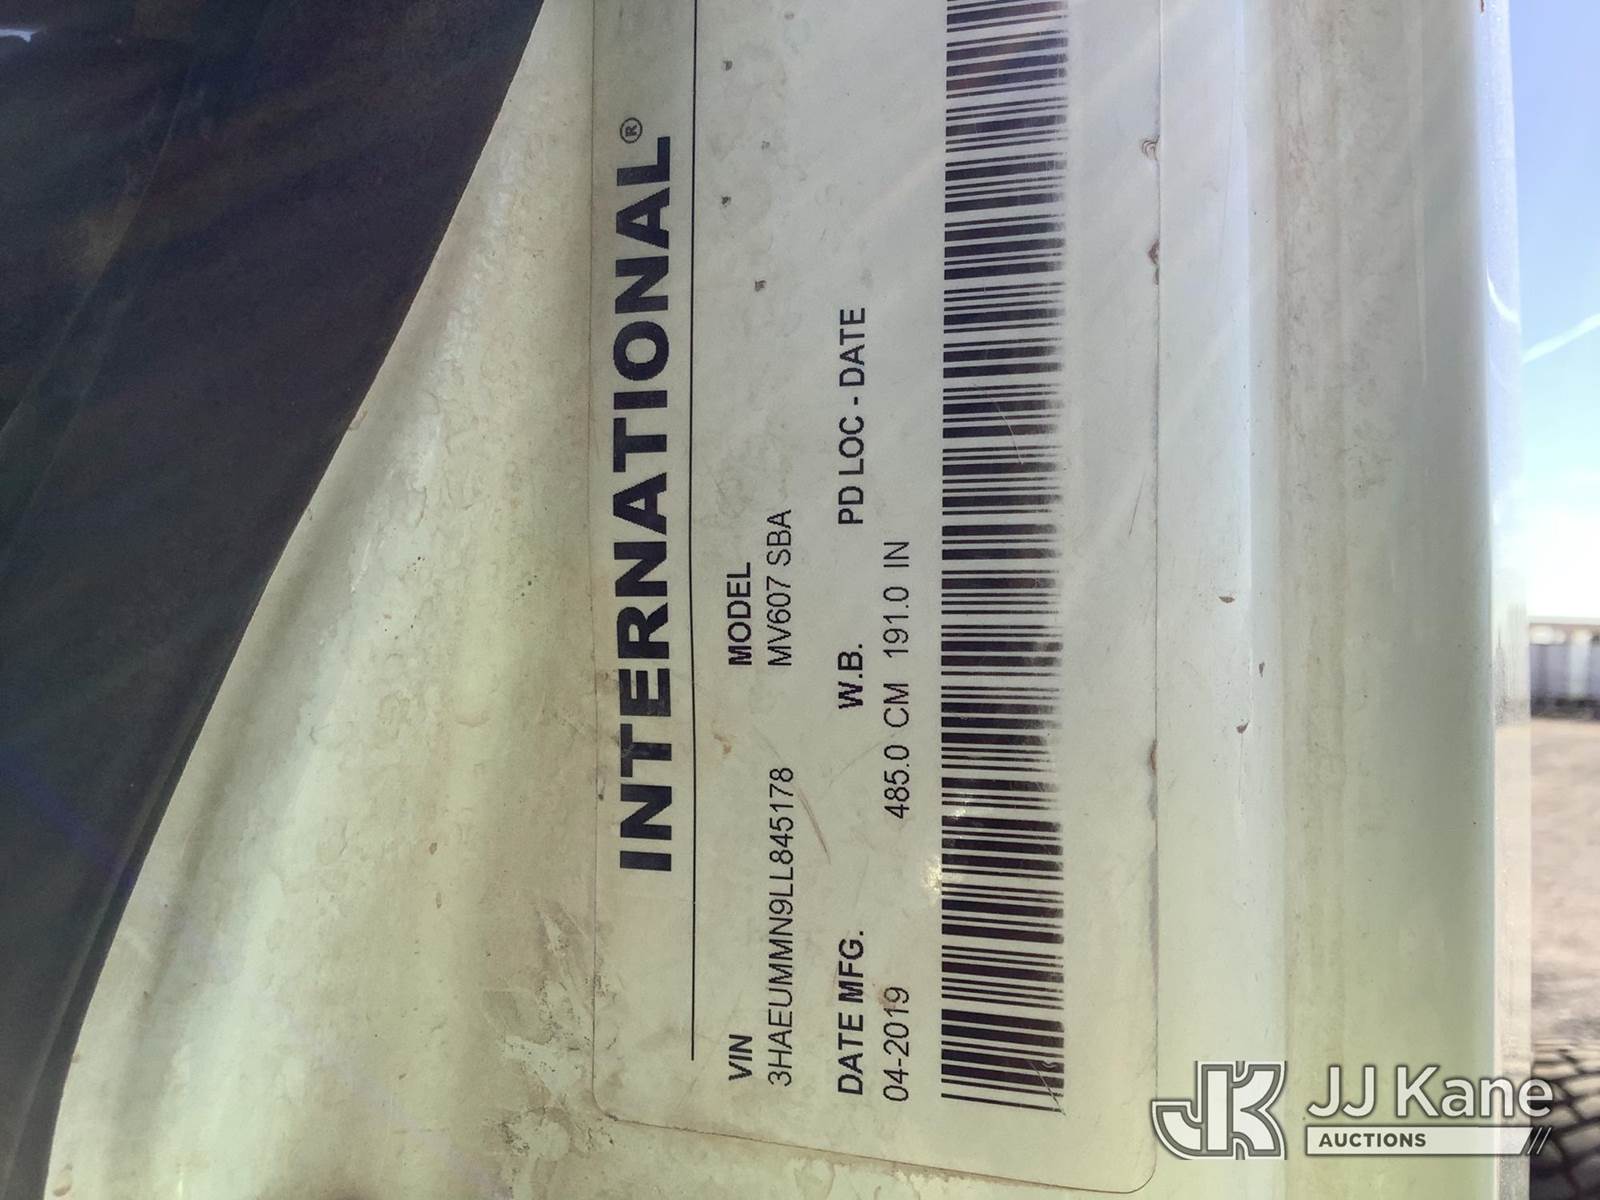 INTERNATIONAL®
VIN MODEL
3HAEUMMN9LL845178 MV607 SBA
DATE MFG. W.B. PD LOC - DATE
04-2019 485.0 CM 191.0 IN
JK JJ Kane
AUCTIONS